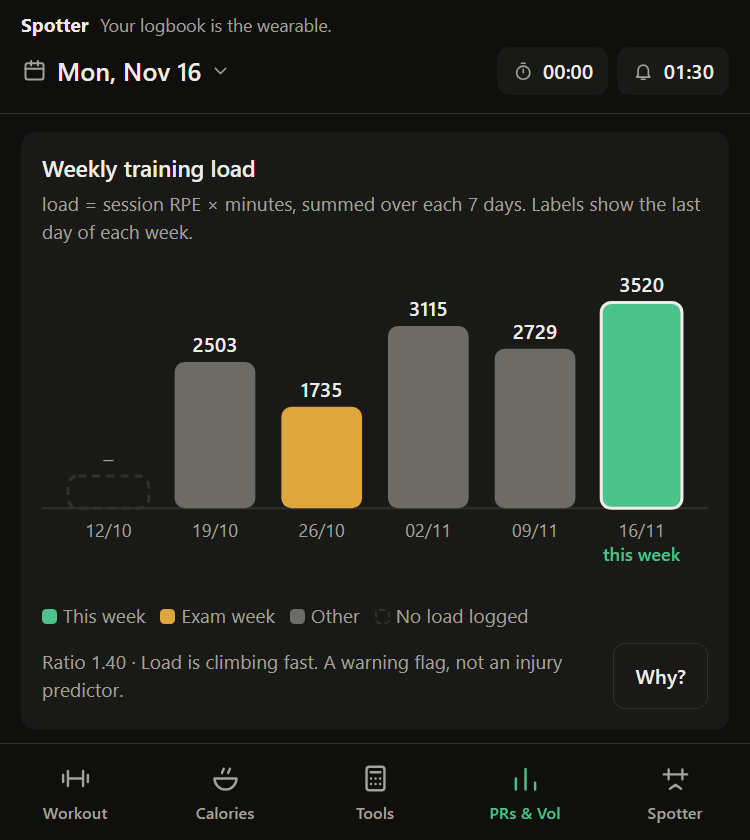 Spotter Your logbook is the wearable.
Mon, Nov 16
00:00
01:30
Weekly training load
load = session RPE × minutes, summed over each 7 days. Labels show the last
day of each week.
–
2503
1735
3115
2729
3520
12/10
19/10
26/10
02/11
09/11
16/11
this week
This week
Exam week
Other
No load logged
Ratio 1.40 · Load is climbing fast. A warning flag, not an injury
predictor.
Why?
Workout
Calories
Tools
PRs & Vol
Spotter